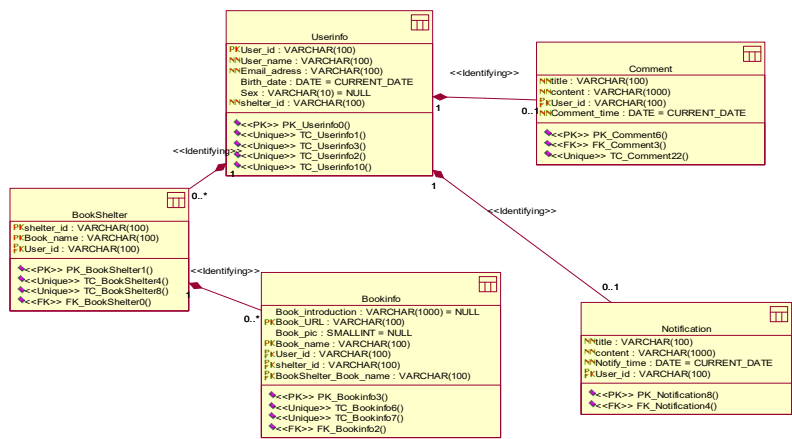 Userinfo
PK User_id : VARCHAR(100)
NN User_name : VARCHAR(100)
NN Email_adress : VARCHAR(100)
Birth_date : DATE = CURRENT_DATE
Sex : VARCHAR(10) = NULL
NN shelter_id : VARCHAR(100)
<<PK>> PK_Userinfo0()
<<Unique>> TC_Userinfo1()
<<Unique>> TC_Userinfo3()
<<Unique>> TC_Userinfo2()
<<Unique>> TC_Userinfo10()
<<Identifying>>
1
0..1
Comment
NN title : VARCHAR(100)
NN content : VARCHAR(1000)
PFK User_id : VARCHAR(100)
NN Comment_time : DATE = CURRENT_DATE
<<PK>> PK_Comment6()
<<FK>> FK_Comment3()
<<Unique>> TC_Comment22()
<<Identifying>>
1
0..*
BookShelter
PK shelter_id : VARCHAR(100)
PK Book_name : VARCHAR(100)
PFK User_id : VARCHAR(100)
<<PK>> PK_BookShelter1()
<<Unique>> TC_BookShelter4()
<<Unique>> TC_BookShelter8()
<<FK>> FK_BookShelter0()
<<Identifying>>
1
0..*
Bookinfo
Book_introduction : VARCHAR(1000) = NULL
PK Book_URL : VARCHAR(100)
Book_pic : SMALLINT = NULL
PK Book_name : VARCHAR(100)
PFK User_id : VARCHAR(100)
PFK shelter_id : VARCHAR(100)
PFK BookShelter_Book_name : VARCHAR(100)
<<PK>> PK_Bookinfo3()
<<Unique>> TC_Bookinfo6()
<<Unique>> TC_Bookinfo7()
<<FK>> FK_Bookinfo2()
1
<<Identifying>>
0..1
Notification
NN title : VARCHAR(100)
NN content : VARCHAR(1000)
NN Notify_time : DATE = CURRENT_DATE
PFK User_id : VARCHAR(100)
<<PK>> PK_Notification8()
<<FK>> FK_Notification4()